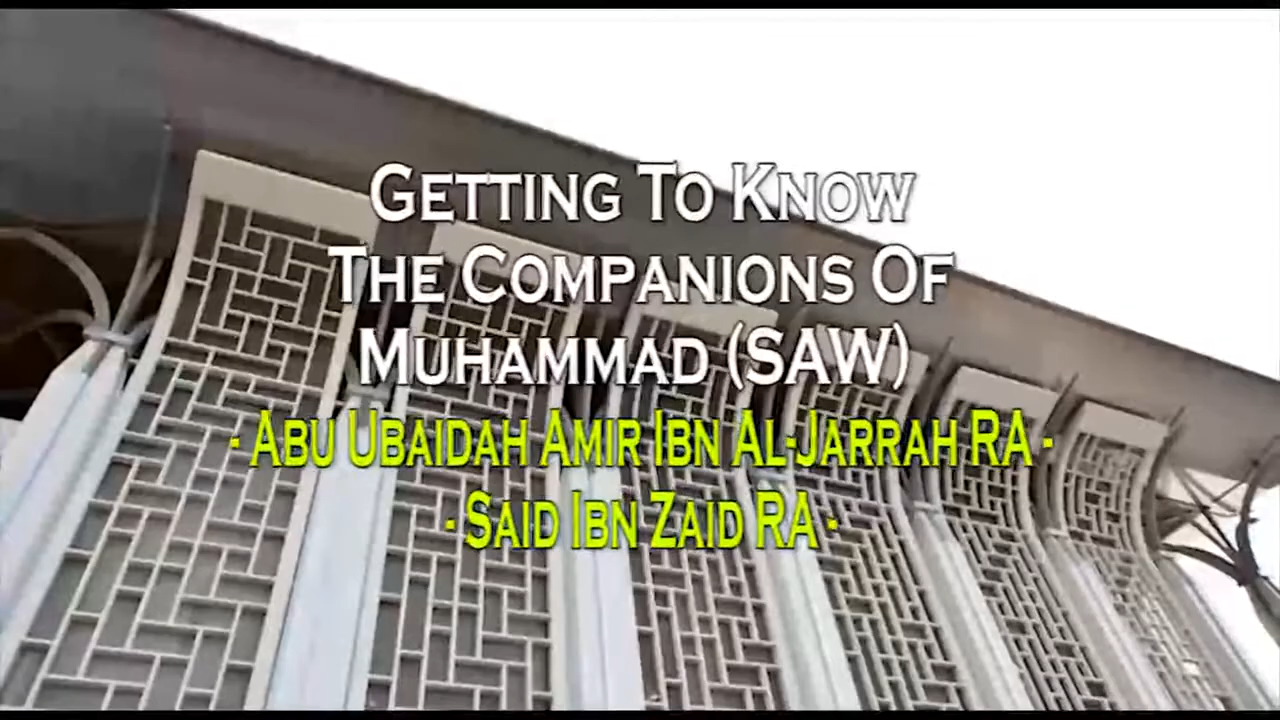 Getting To Know
The Companions Of
Muhammad (SAW)
- Abu Ubaidah Amir Ibn Al-Jarrah RA -
- Said Ibn Zaid RA -